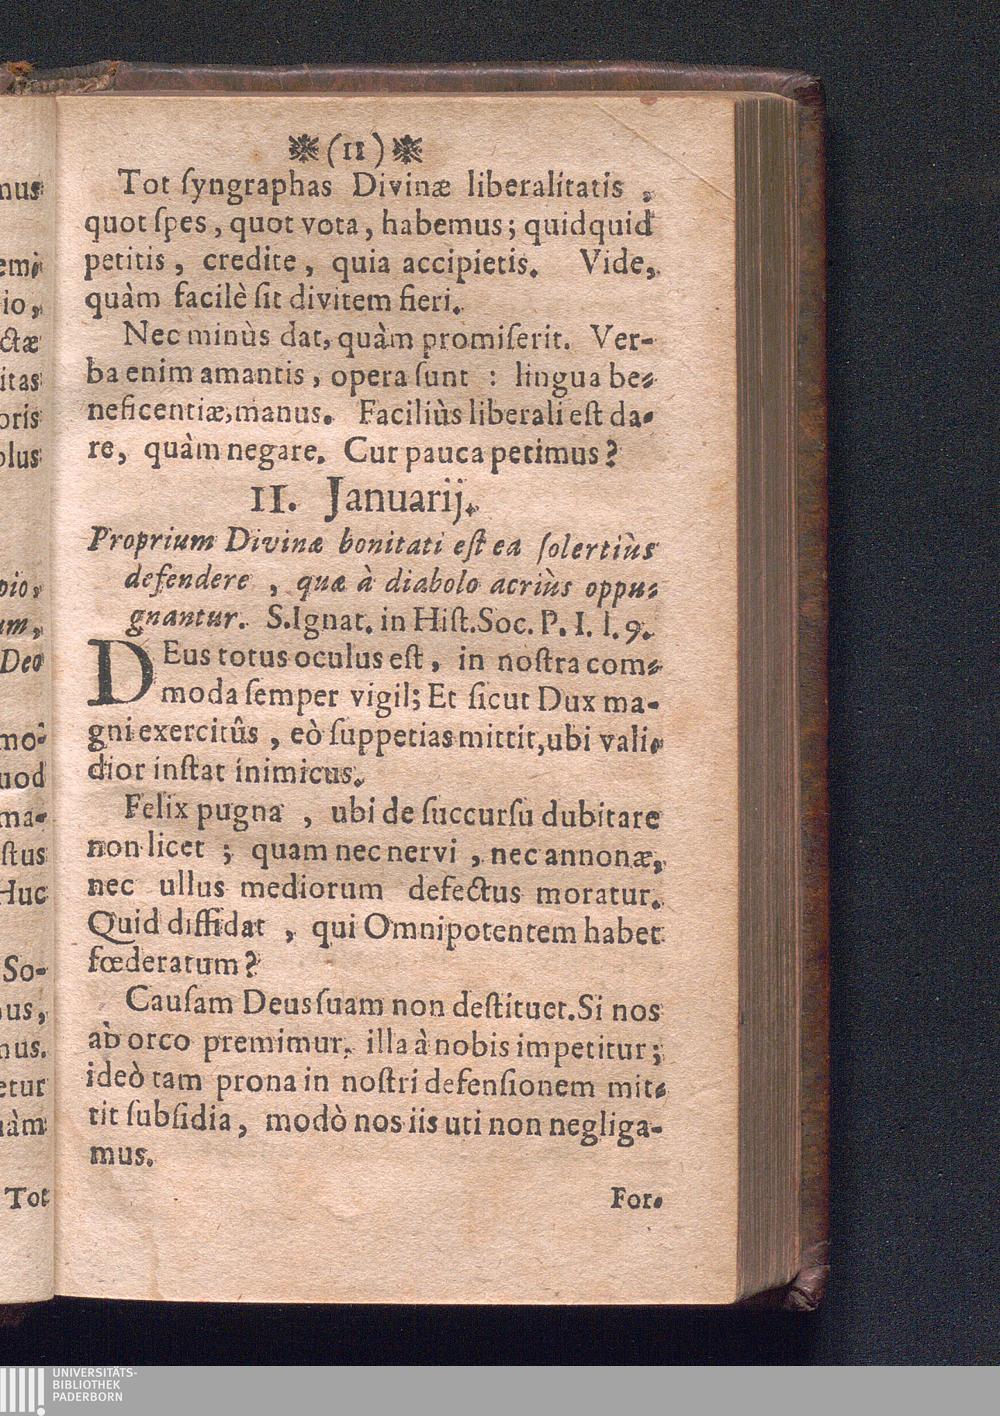 (11)
Tot ſyngraphas Divinæ liberalitatis,
quot ſpes, quot vota, habemus; quidquid
petitis, credite, quia accipietis. Vide,
quàm facilè ſit divitem fieri.
Nec minùs dat, quàm promiſerit. Ver-
ba enim amantis, opera ſunt: lingua be-
neficentiæ, manus. Faciliùs liberali eſt da-
re, quàm negare. Cur pauca petimus?
11. Januarij.
Proprium Divinæ bonitati eſt ea ſolertiùs
defendere, quæ à diabolo acriùs oppu-
gnantur. S. Ignat. in Hiſt. Soc. P. I. l. 9.
DEus totus oculus eſt, in noſtra com-
moda ſemper vigil; Et ſicut Dux ma-
gni exercitûs, eò ſuppetias mittit, ubi vali-
dior inſtat inimicus.
Felix pugna, ubi de ſuccurſu dubitare
non licet; quam nec nervi, nec annonæ,
nec ullus mediorum defectus moratur.
Quid diffidat, qui Omnipotentem habet
fœderatum?
Cauſam Deus ſuam non deſtituet. Si nos
ab orco premimur, illa à nobis impetitur;
ideò tam prona in noſtri defenſionem mit-
tit ſubſidia, modò nos iis uti non negliga-
mus.
For-
UNIVERSITÄTS-
BIBLIOTHEK
PADERBORN